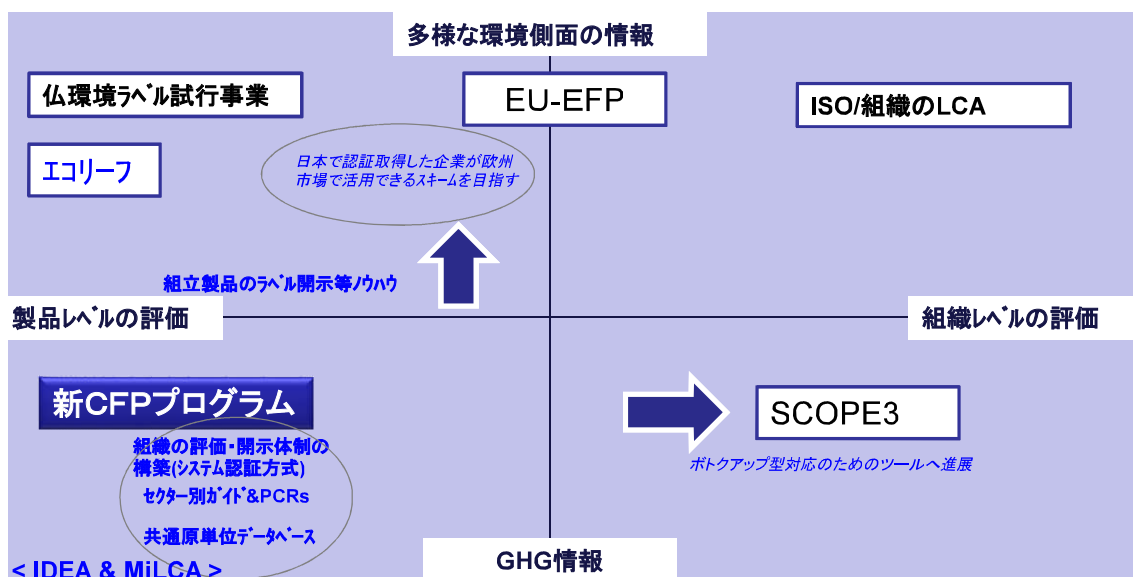 多様な環境側面の情報
仏環境ﾗﾍﾞﾙ試行事業
EU-EFP
ISO/組織のLCA
エコリーフ
日本で認証取得した企業が欧州
市場で活用できるｽｷｰﾑを目指す
組立製品のﾗﾍﾞﾙ開示等ﾉｳﾊｳ
製品ﾚﾍﾞﾙの評価
組織ﾚﾍﾞﾙの評価
新CFPプログラム
SCOPE3
組織の評価・開示体制の
構築(ｼｽﾃﾑ認証方式)
ボトクアップ型対応のためのツールへ進展
ｾｸﾀｰ別ｶﾞｲﾄﾞ&PCRs
共通原単位ﾃﾞｰﾀﾍﾞｰｽ
GHG情報
< IDEA & MiLCA >